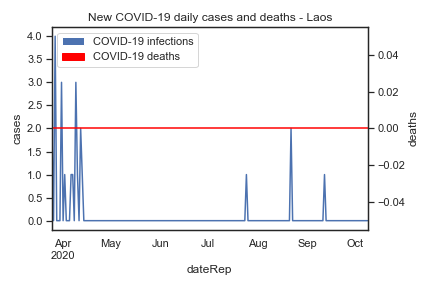 New COVID-19 daily cases and deaths - Laos
COVID-19 infections
COVID-19 deaths
4.0
3.5
3.0
2.5
2.0
1.5
1.0
0.5
0.0
cases
0.04
0.02
0.00
−0.02
−0.04
deaths
Apr May Jun Jul Aug Sep Oct
2020
dateRep